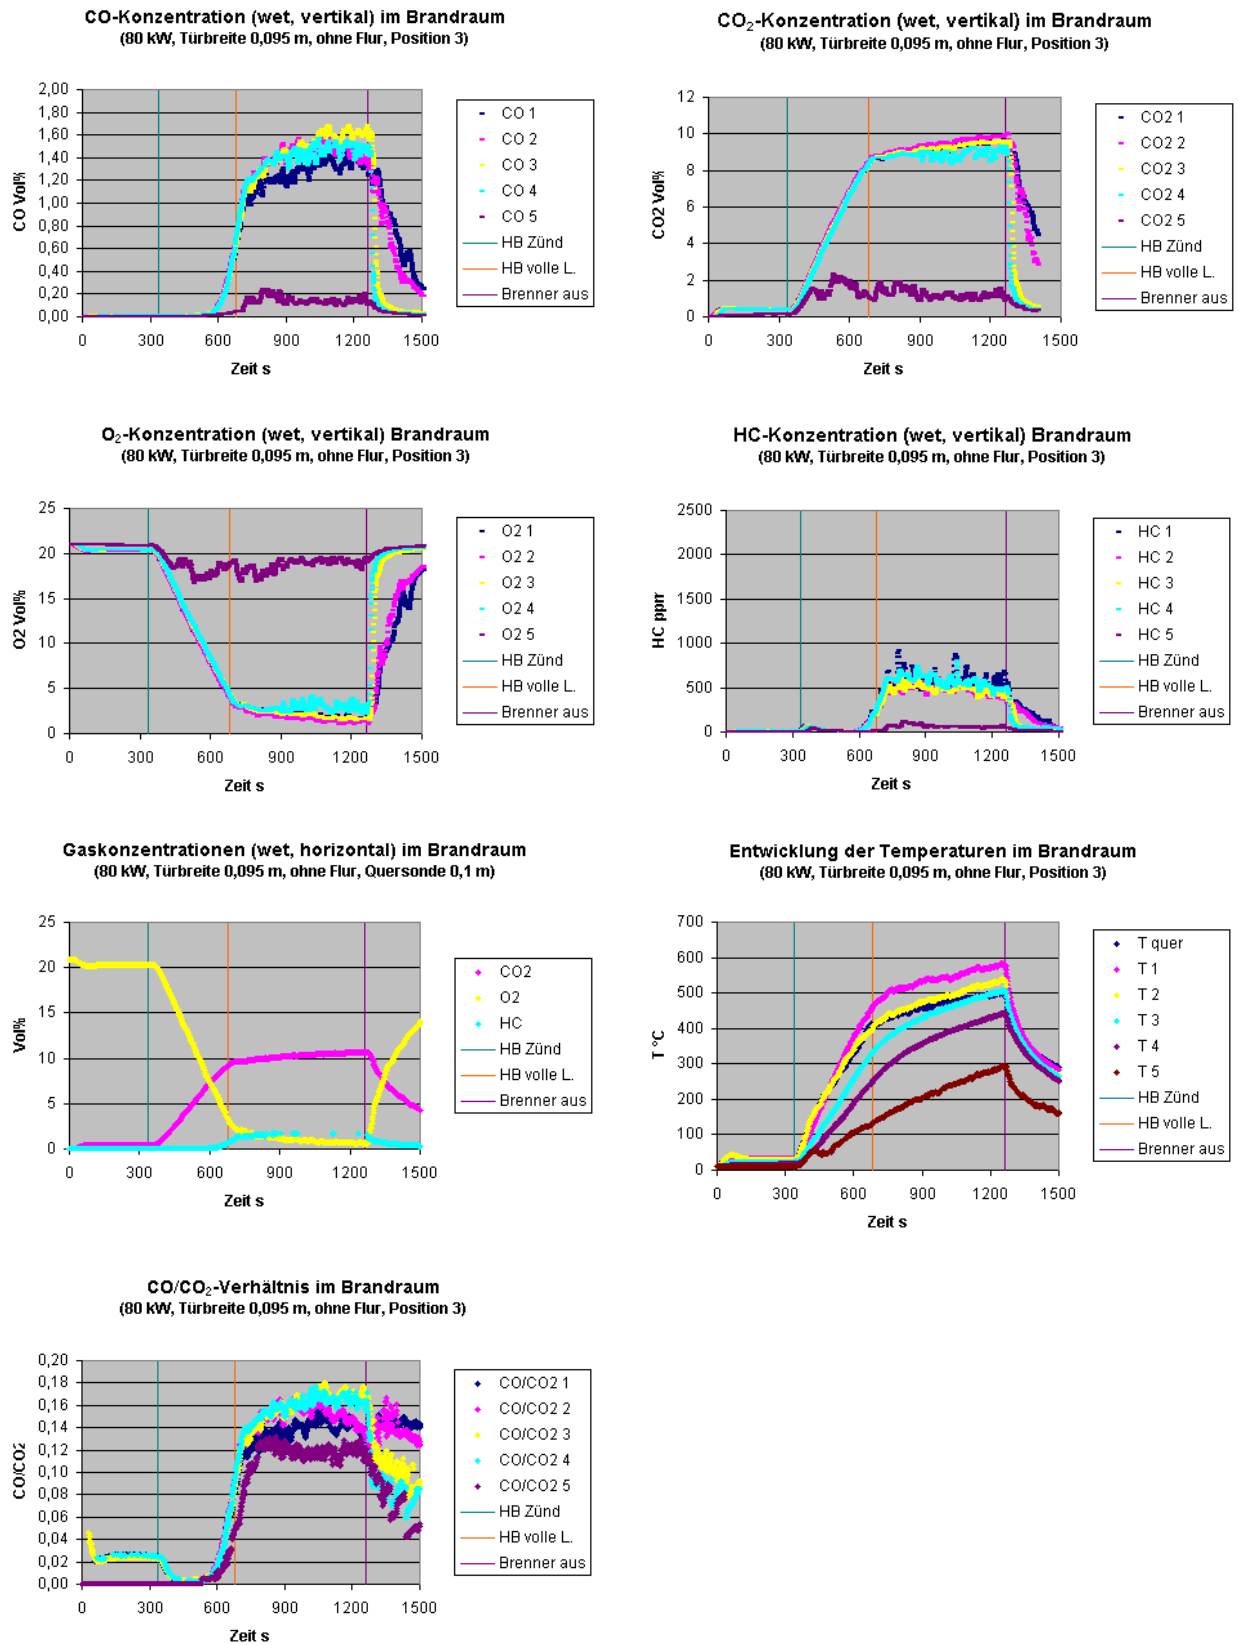 CO-Konzentration (wet, vertikal) im Brandraum
(80 kW, Türbreite 0,095 m, ohne Flur, Position 3)
2,00
1,80
1,60
1,40
1,20
1,00
0,80
0,60
0,40
0,20
0,00
CO Vol%
0 300 600 900 1200 1500
Zeit s
CO 1
CO 2
CO 3
CO 4
CO 5
HB Zünd
HB volle L.
Brenner aus
CO₂-Konzentration (wet, vertikal) im Brandraum
(80 kW, Türbreite 0,095 m, ohne Flur, Position 3)
12
10
8
6
4
2
0
CO2 Vol%
0 300 600 900 1200 1500
Zeit s
CO2 1
CO2 2
CO2 3
CO2 4
CO2 5
HB Zünd
HB volle L.
Brenner aus
O₂-Konzentration (wet, vertikal) Brandraum
(80 kW, Türbreite 0,095 m, ohne Flur, Position 3)
25
20
15
10
5
0
O2 Vol%
0 300 600 900 1200 1500
Zeit s
O2 1
O2 2
O2 3
O2 4
O2 5
HB Zünd
HB volle L.
Brenner aus
HC-Konzentration (wet, vertikal) Brandraum
(80 kW, Türbreite 0,095 m, ohne Flur, Position 3)
2500
2000
1500
1000
500
0
HC ppm
0 300 600 900 1200 1500
Zeit s
HC 1
HC 2
HC 3
HC 4
HC 5
HB Zünd
HB volle L.
Brenner aus
Gaskonzentrationen (wet, horizontal) im Brandraum
(80 kW, Türbreite 0,095 m, ohne Flur, Quersonde 0,1 m)
25
20
15
10
5
0
Vol%
0 300 600 900 1200 1500
Zeit s
CO2
O2
HC
HB Zünd
HB volle L.
Brenner aus
Entwicklung der Temperaturen im Brandraum
(80 kW, Türbreite 0,095 m, ohne Flur, Position 3)
700
600
500
400
300
200
100
0
T °C
0 300 600 900 1200 1500
Zeit s
T quer
T 1
T 2
T 3
T 4
T 5
HB Zünd
HB volle L.
Brenner aus
CO/CO₂-Verhältnis im Brandraum
(80 kW, Türbreite 0,095 m, ohne Flur, Position 3)
0,20
0,18
0,16
0,14
0,12
0,10
0,08
0,06
0,04
0,02
0,00
CO/CO2
0 300 600 900 1200 1500
Zeit s
CO/CO2 1
CO/CO2 2
CO/CO2 3
CO/CO2 4
CO/CO2 5
HB Zünd
HB volle L.
Brenner aus